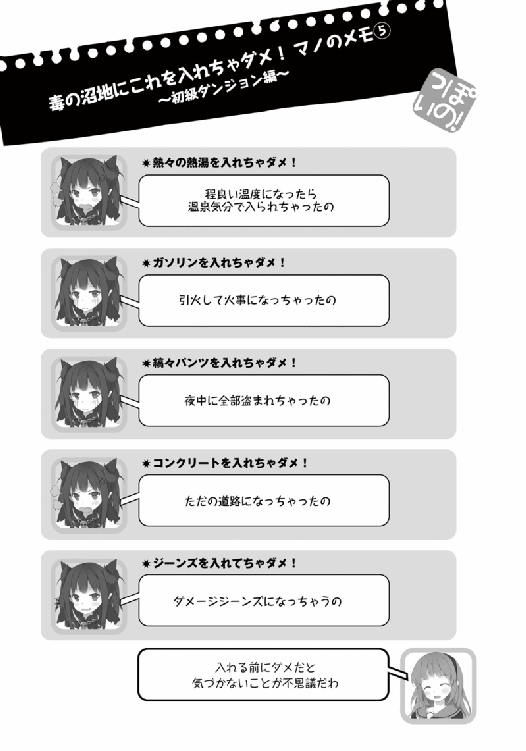 毒の沼地にこれを入れちゃダメ！ マノのメモ⑤
〜初級ダンジョン編〜
っぽいの！
＊熱々の熱湯を入れちゃダメ！
程良い温度になったら
温泉気分で入られちゃったの
＊ガソリンを入れちゃダメ！
引火して火事になっちゃったの
＊縞々パンツを入れちゃダメ！
夜中に全部盗まれちゃったの
＊コンクリートを入れちゃダメ！
ただの道路になっちゃったの
＊ジーンズを入れてちゃダメ！
ダメージジーンズになっちゃうの
入れる前にダメだと
気づかないことが不思議だわ